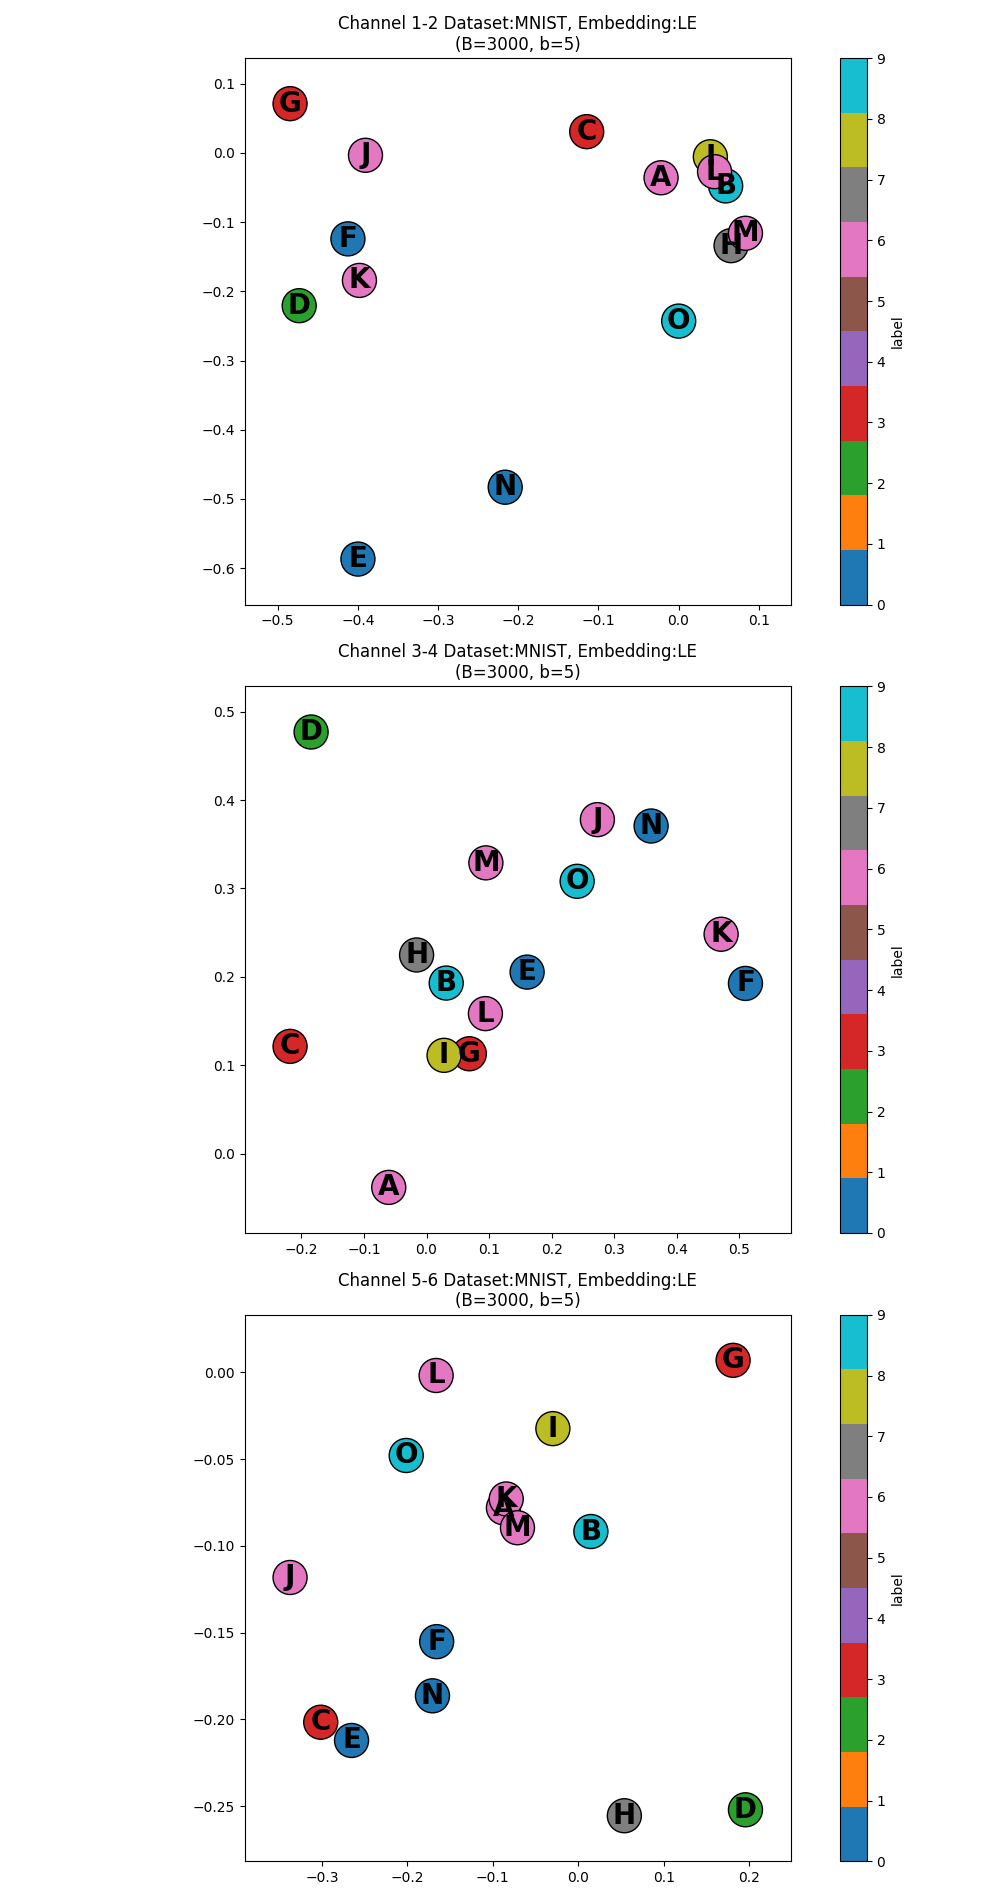 Channel 1-2 Dataset:MNIST, Embedding:LE
(B=3000, b=5)
0.1
0.0
−0.1
−0.2
−0.3
−0.4
−0.5
−0.6
−0.5
−0.4
−0.3
−0.2
−0.1
0.0
0.1
G
C
J
I
L
A
B
M
F
H
K
D
O
N
E
9
8
7
6
5
4
3
2
1
0
label
Channel 3-4 Dataset:MNIST, Embedding:LE
(B=3000, b=5)
0.5
0.4
0.3
0.2
0.1
0.0
−0.2
−0.1
0.0
0.1
0.2
0.3
0.4
0.5
D
J
N
M
O
K
H
E
B
F
L
C
I
G
A
9
8
7
6
5
4
3
2
1
0
label
Channel 5-6 Dataset:MNIST, Embedding:LE
(B=3000, b=5)
0.00
−0.05
−0.10
−0.15
−0.20
−0.25
−0.3
−0.2
−0.1
0.0
0.1
0.2
G
L
I
O
K
A
M
B
J
F
N
C
E
H
D
9
8
7
6
5
4
3
2
1
0
label